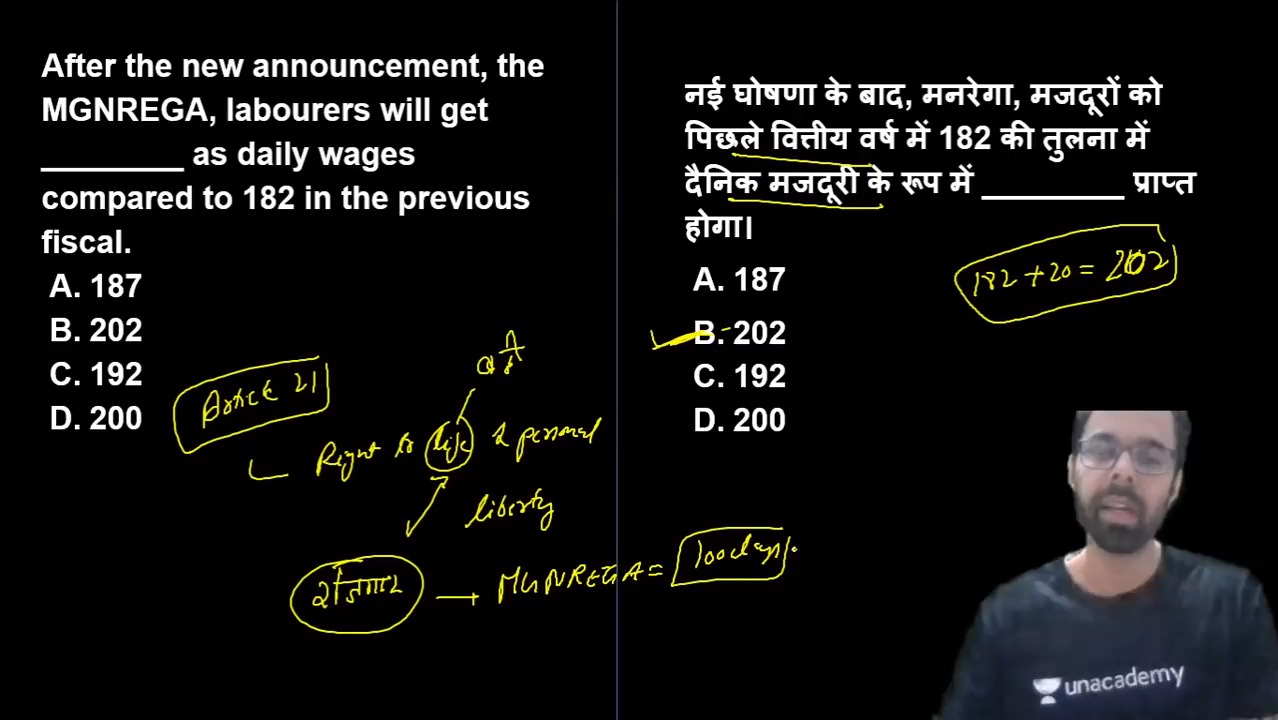 After the new announcement, the
MGNREGA, labourers will get
_________ as daily wages
compared to 182 in the previous
fiscal.
A. 187
B. 202
C. 192
D. 200
Article 21
Right to life & personal
liberty
रोजगार → MGNREGA = 100 days
नई घोषणा के बाद, मनरेगा, मजदूरों को
पिछले वित्तीय वर्ष में 182 की तुलना में
दैनिक मजदूरी के रूप में _________ प्राप्त
होगा।
182 + 20 = 202
A. 187
B. 202
C. 192
D. 200
unacademy